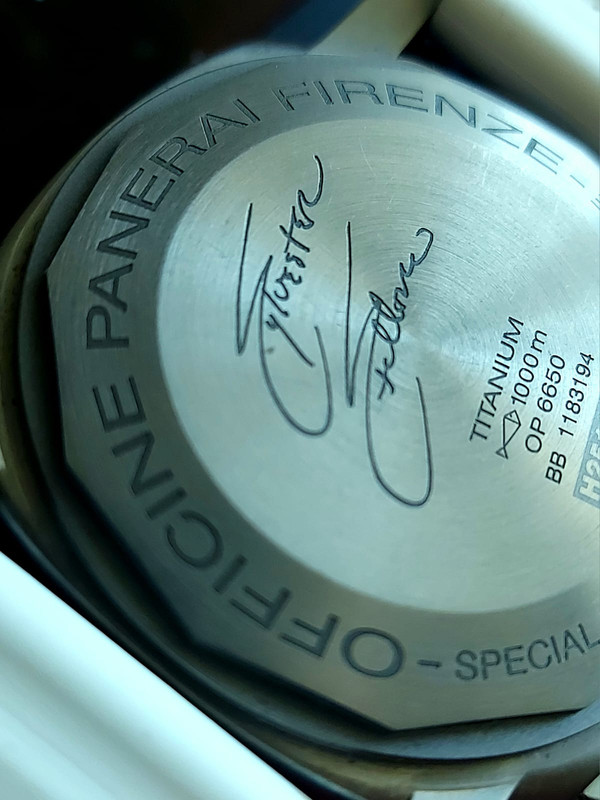 - OFFICINE PANERAI FIRENZE -
- SPECIAL
Sylvester
Stallone
TITANIUM
1000m
OP 6650
BB 1183194